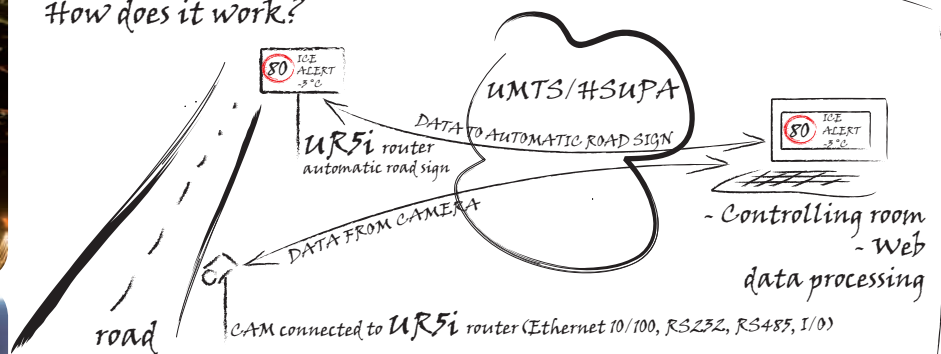 How does it work?
80 ICE
ALERT
-3°C
UMTS/HSUPA
DATA TO AUTOMATIC ROAD SIGN
UR5i router
automatic road sign
80 ICE
ALERT
-3°C
DATA FROM CAMERA
- Controlling room
- Web
data processing
road
CAM connected to UR5i router (Ethernet 10/100, RS232, RS485, I/O)